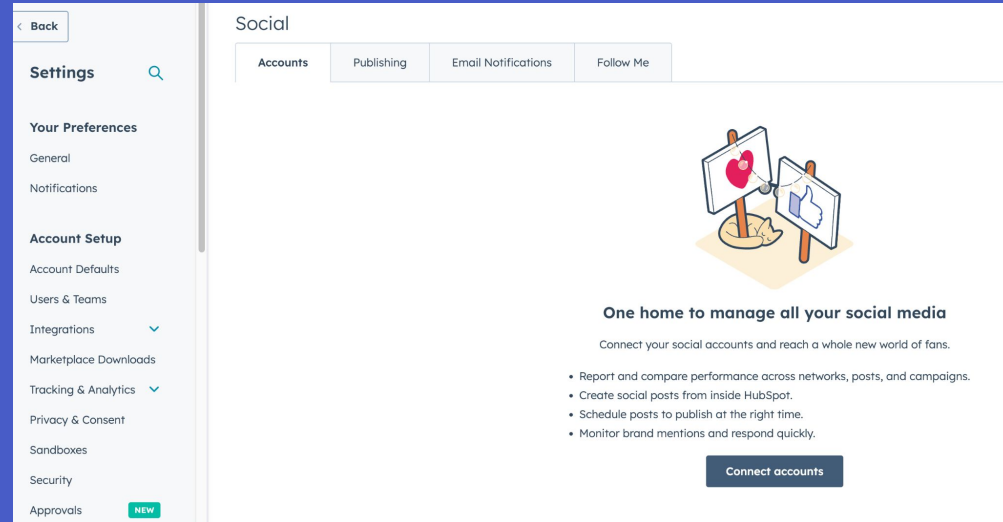 Back
Settings
Your Preferences
General
Notifications
Account Setup
Account Defaults
Users & Teams
Integrations
Marketplace Downloads
Tracking & Analytics
Privacy & Consent
Sandboxes
Security
Approvals NEW
Social
Accounts Publishing Email Notifications Follow Me
One home to manage all your social media
Connect your social accounts and reach a whole new world of fans.
• Report and compare performance across networks, posts, and campaigns.
• Create social posts from inside HubSpot.
• Schedule posts to publish at the right time.
• Monitor brand mentions and respond quickly.
Connect accounts